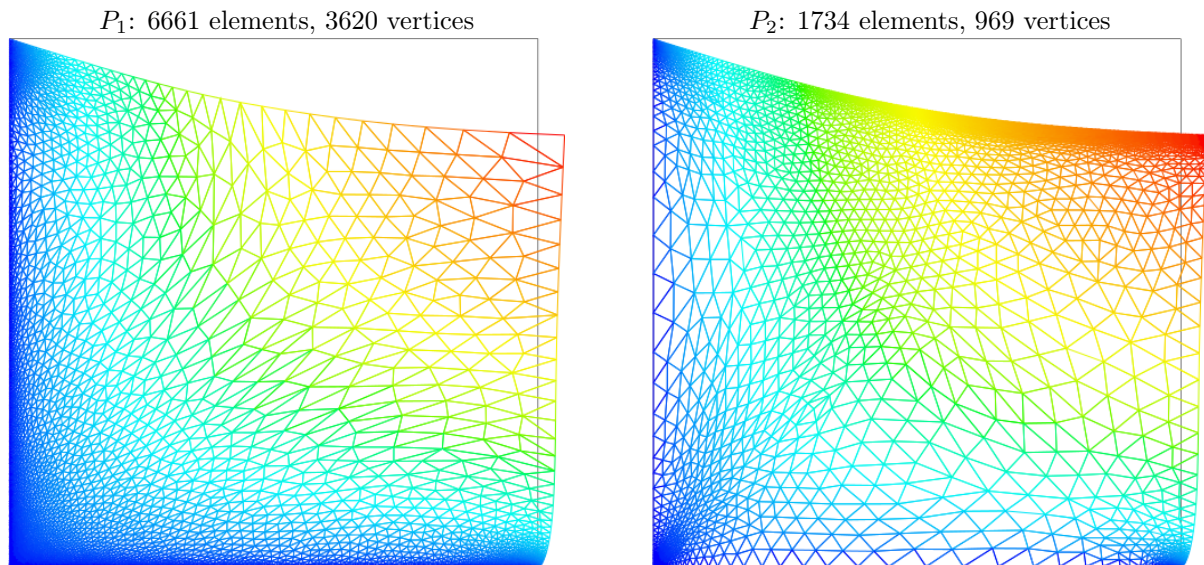 P₁: 6661 elements, 3620 vertices
P₂: 1734 elements, 969 vertices